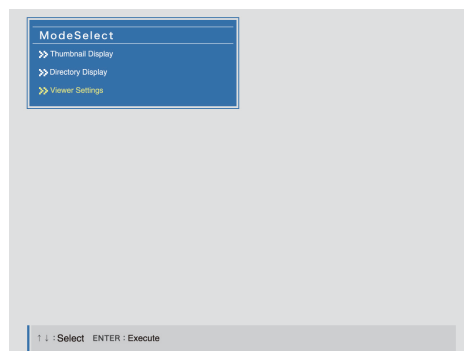 ModeSelect
>> Thumbnail Display
>> Directory Display
>> Viewer Settings
↑ ↓ : Select ENTER : Execute